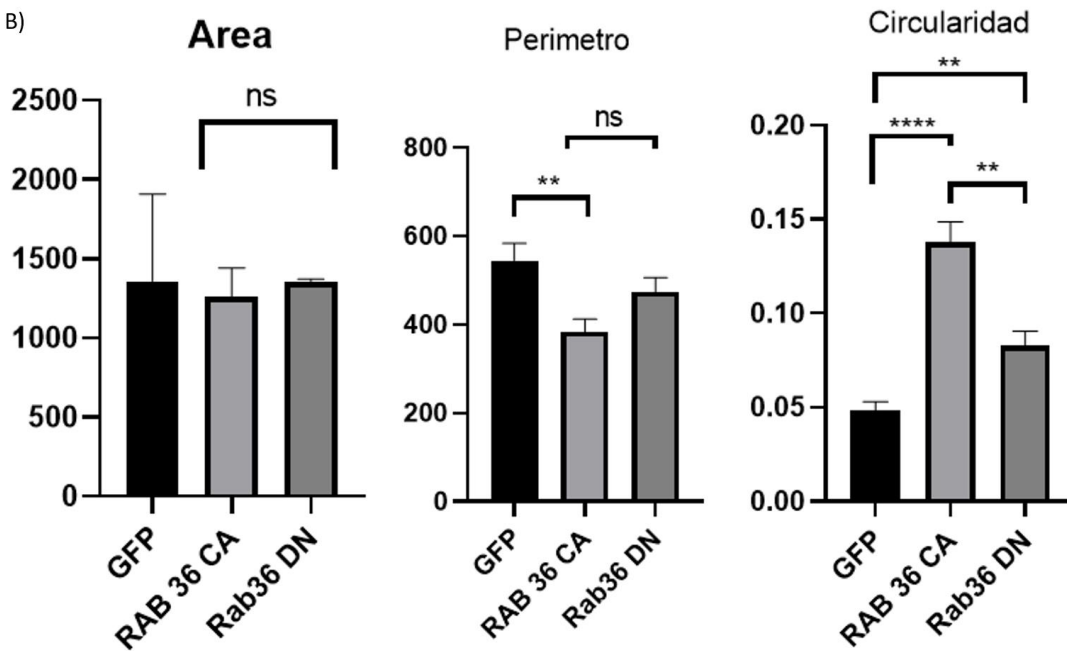 B)
Area
ns
2500
2000
1500
1000
500
0
GFP
RAB 36 CA
Rab36 DN
Perimetro
ns
**
800
600
400
200
0
GFP
RAB 36 CA
Rab36 DN
Circularidad
**
****
**
0.20
0.15
0.10
0.05
0.00
GFP
RAB 36 CA
Rab36 DN